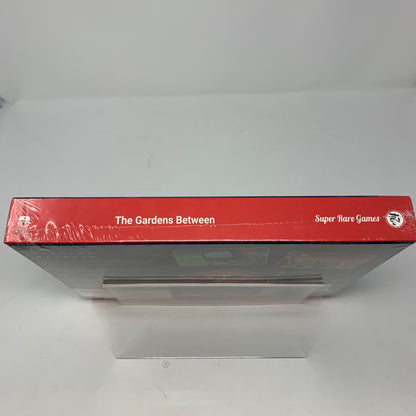 The Gardens Between
Super Rare Games